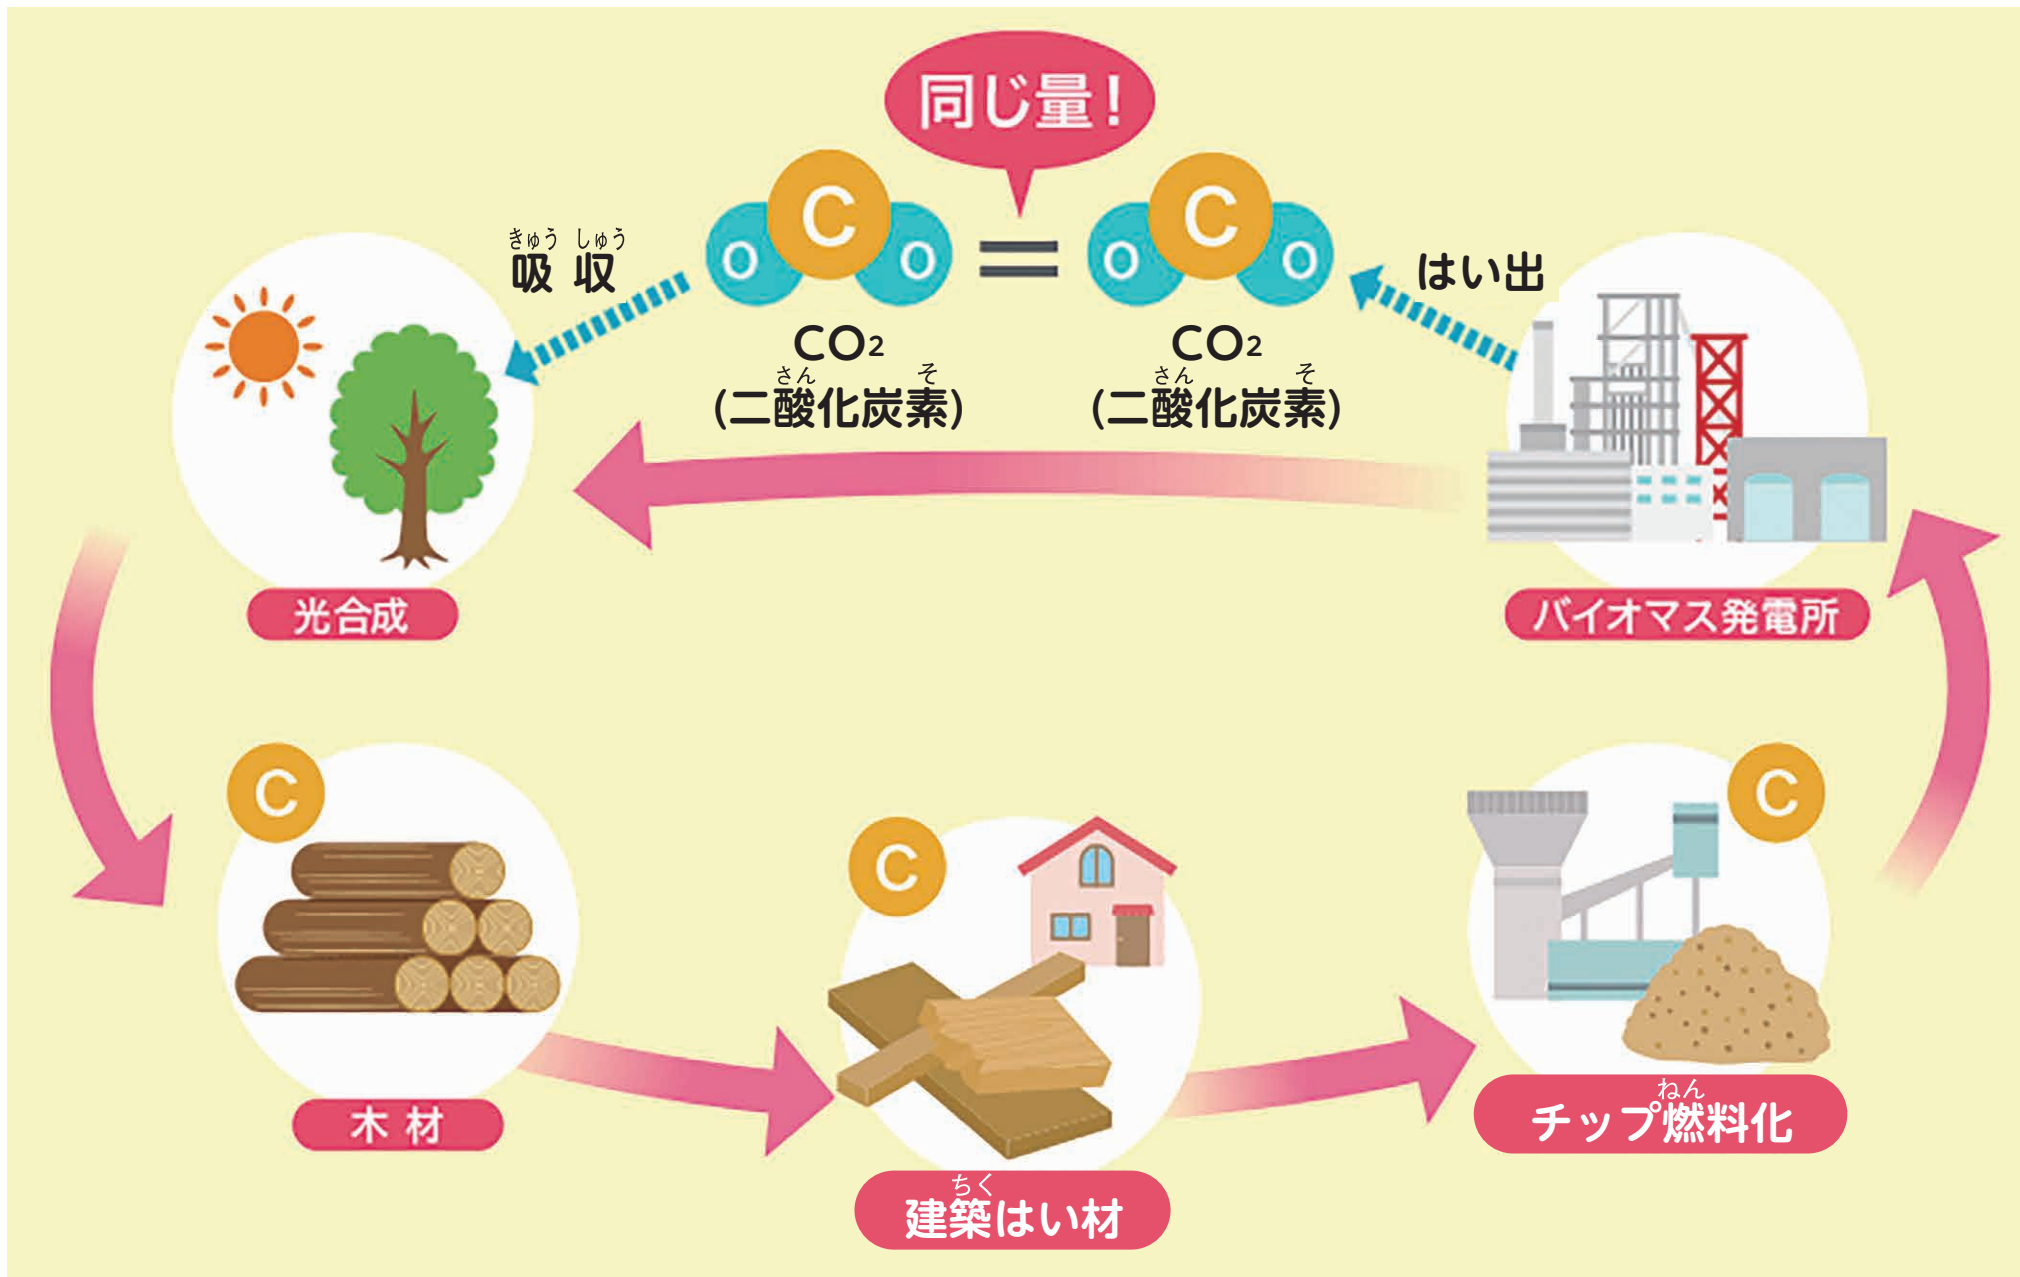 同じ量！
C
O
O
CO2
(二酸化炭素)
さん
そ
=
C
O
O
CO2
(二酸化炭素)
さん
そ
吸収
きゅう しゅう
はい出
光合成
バイオマス発電所
C
木材
C
建築はい材
ちく
C
チップ燃料化
ねん